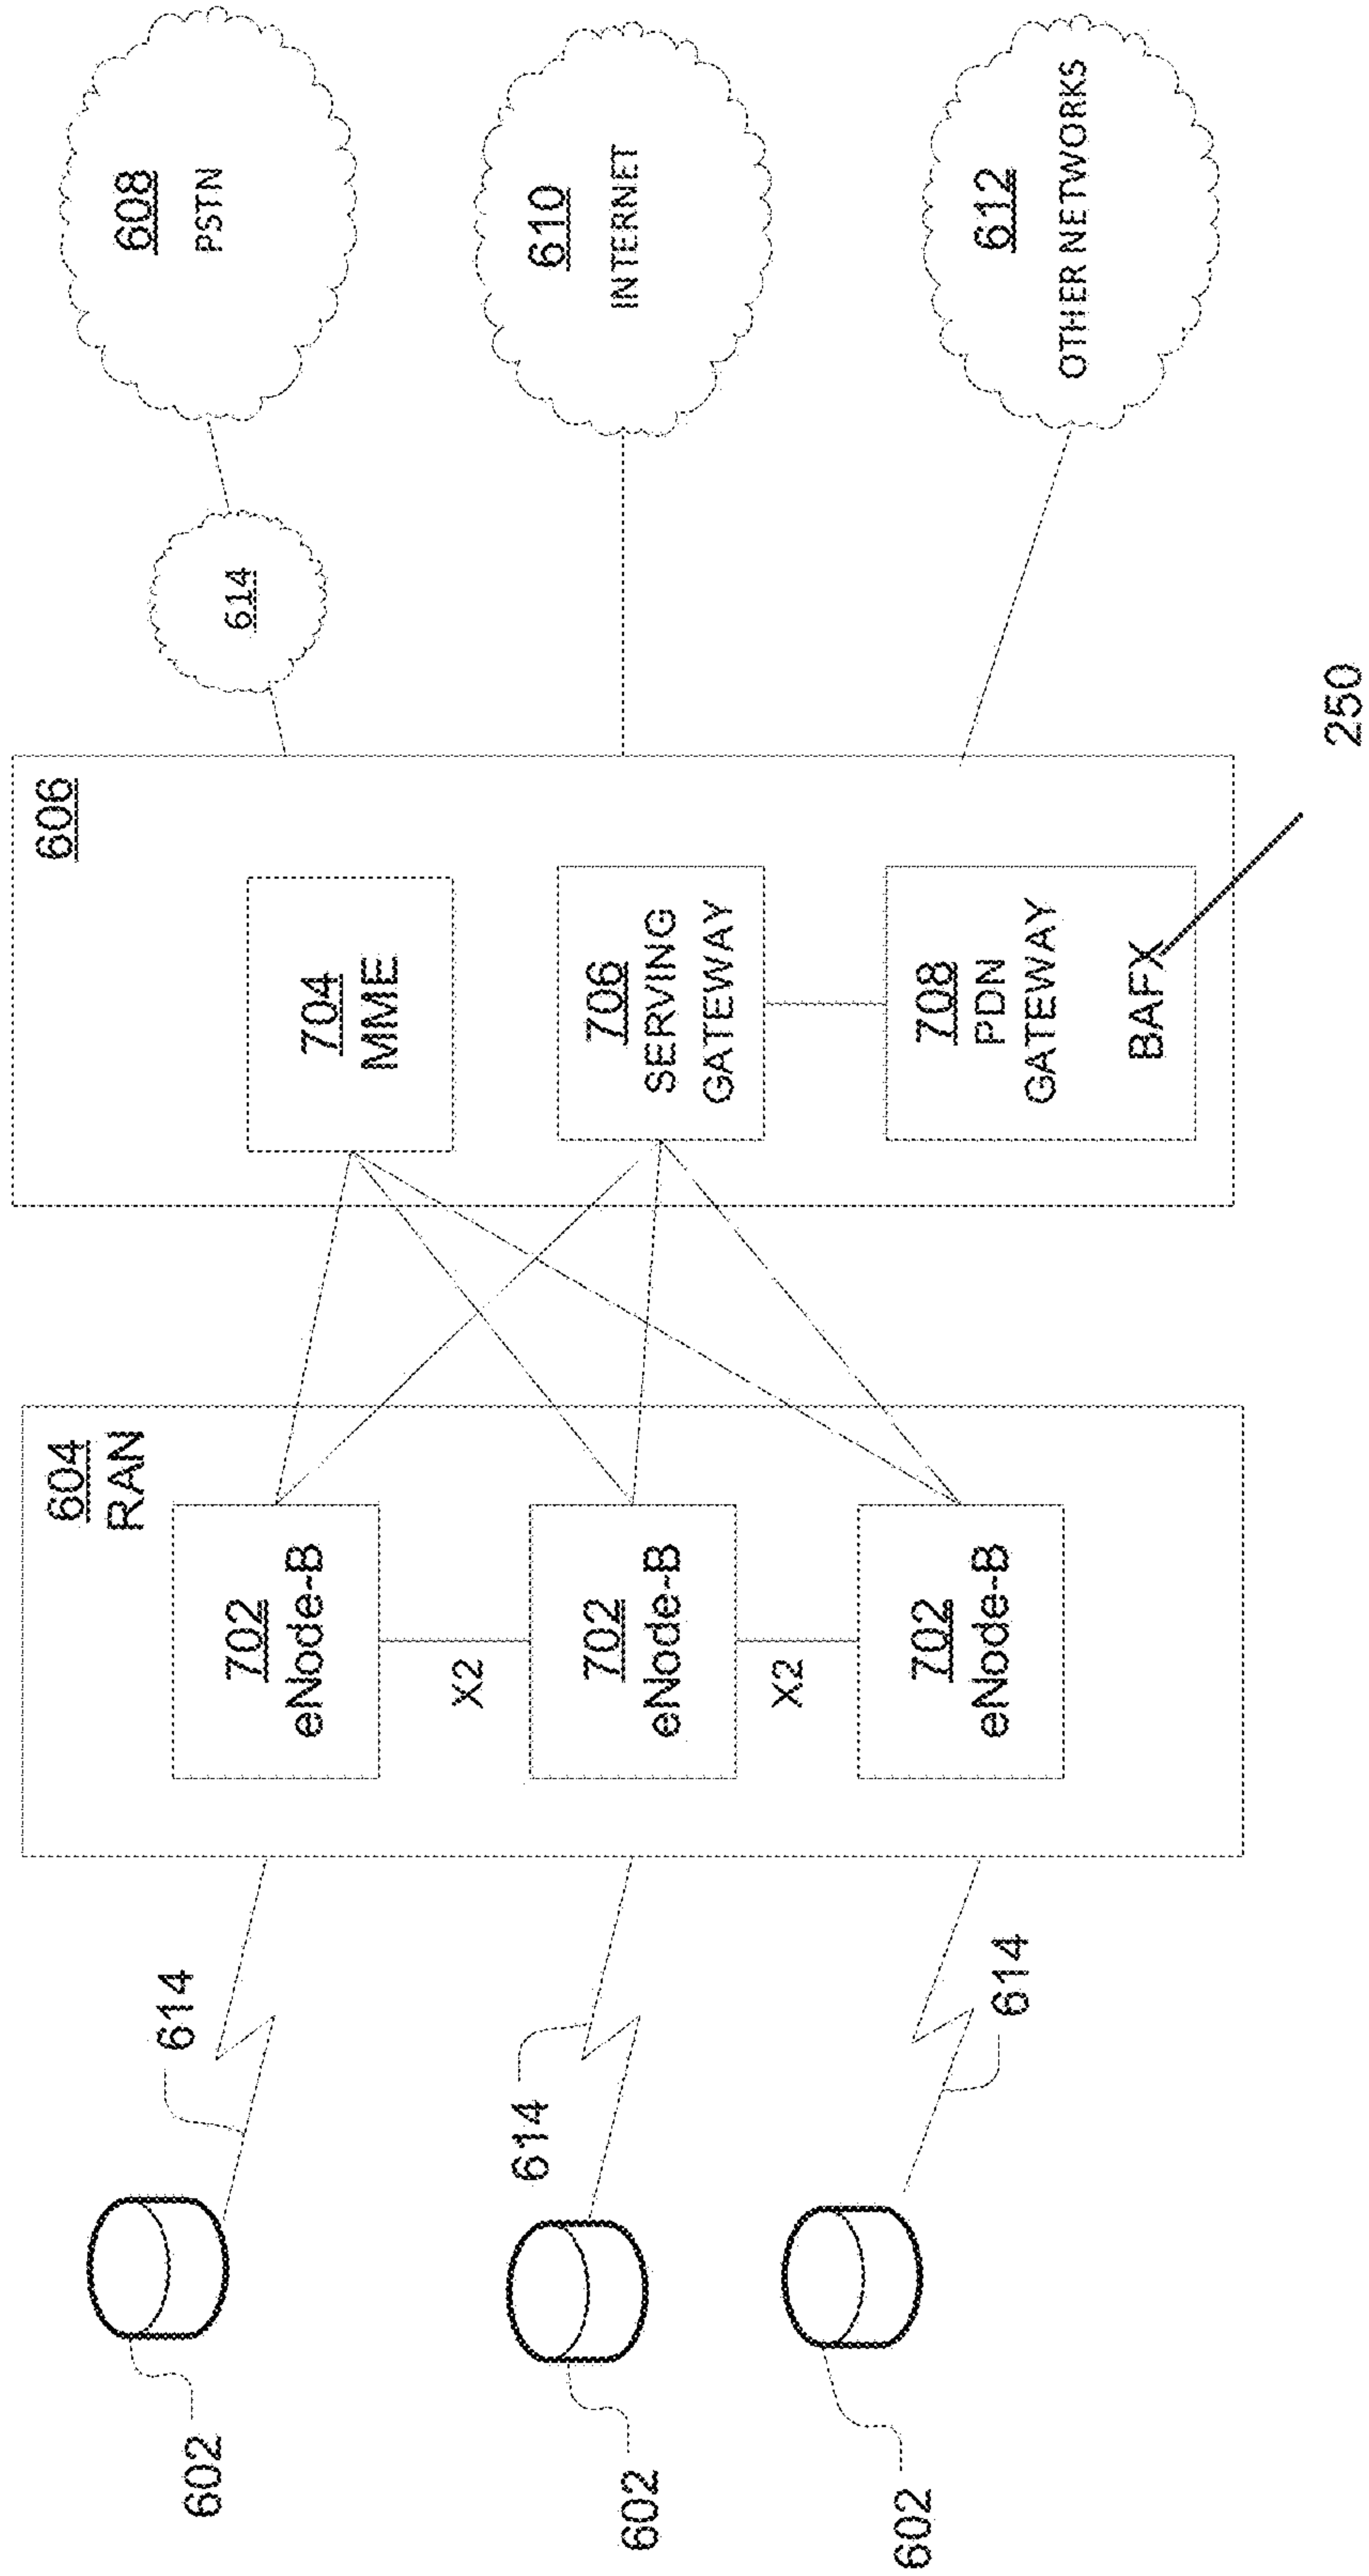 602
614
602
614
602
614
604
RAN
702
eNode-B
X2
702
eNode-B
X2
702
eNode-B
606
704
MME
706
SERVING
GATEWAY
708
PDN
GATEWAY
BAFX
250
614
608
PSTN
610
INTERNET
612
OTHER NETWORKS